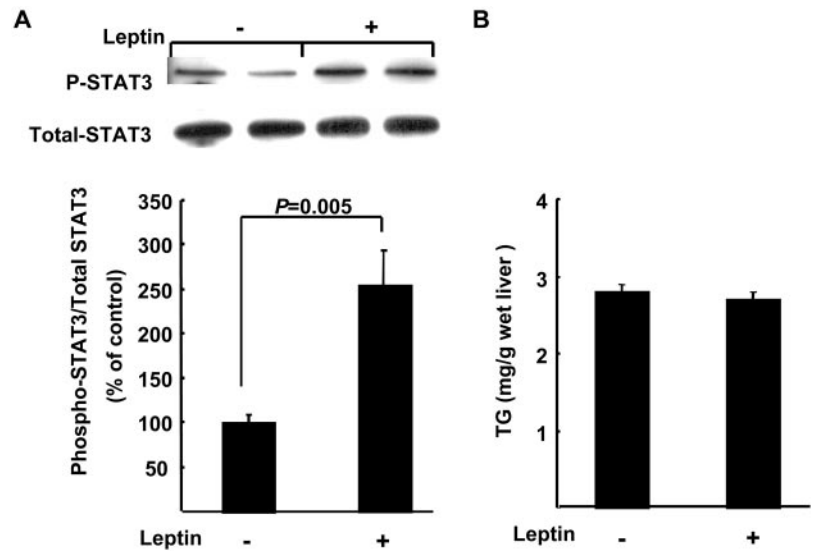 A
Leptin - +
P-STAT3
Total-STAT3
Phospho-STAT3/Total STAT3
(% of control)
350
300
250
200
150
100
50
P=0.005
Leptin - +
B
TG (mg/g wet liver )
4
3
2
1
Leptin - +